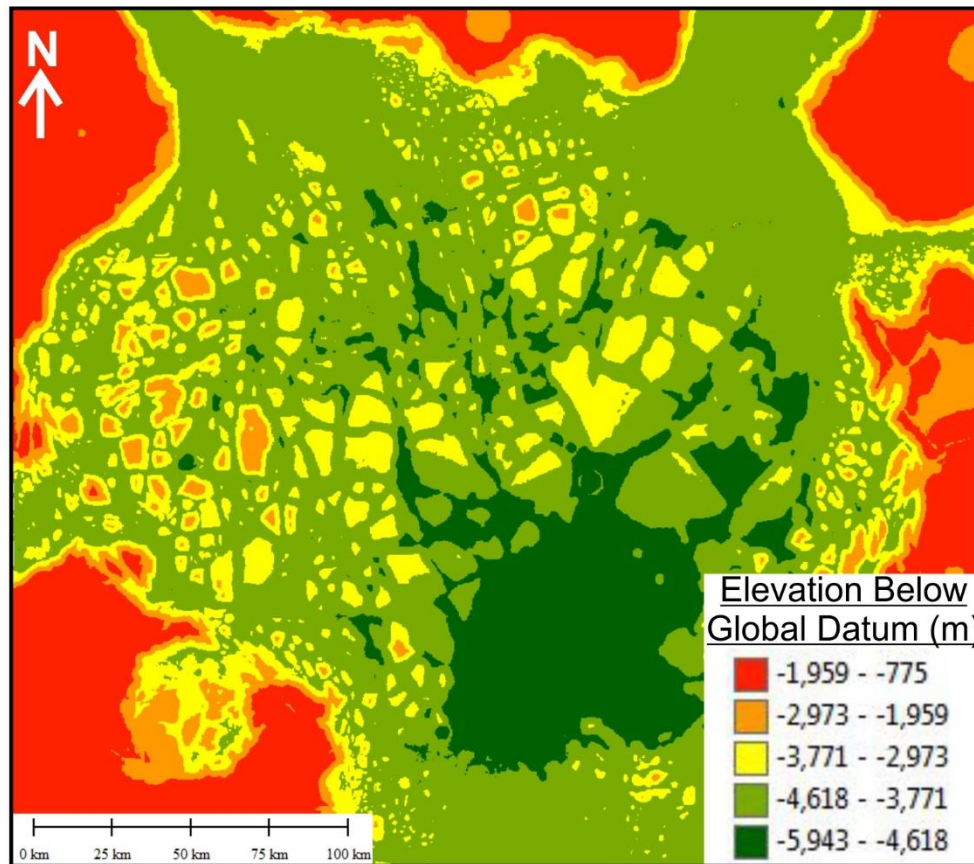 N
Elevation Below
Global Datum (m)
-1,959 - -775
-2,973 - -1,959
-3,771 - -2,973
-4,618 - -3,771
-5,943 - -4,618
0 km 25 km 50 km 75 km 100 km